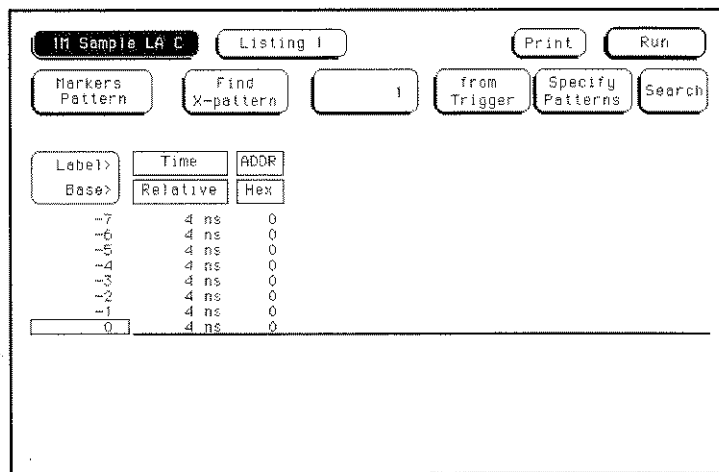 1M Sample LA C Listing 1 Print Run
Markers Pattern Find X-pattern 1 from Trigger Specify Patterns Search
Label> Time ADDR
Base> Relative Hex
-7 4 ns 0
-6 4 ns 0
-5 4 ns 0
-4 4 ns 0
-3 4 ns 0
-2 4 ns 0
-1 4 ns 0
0 4 ns 0